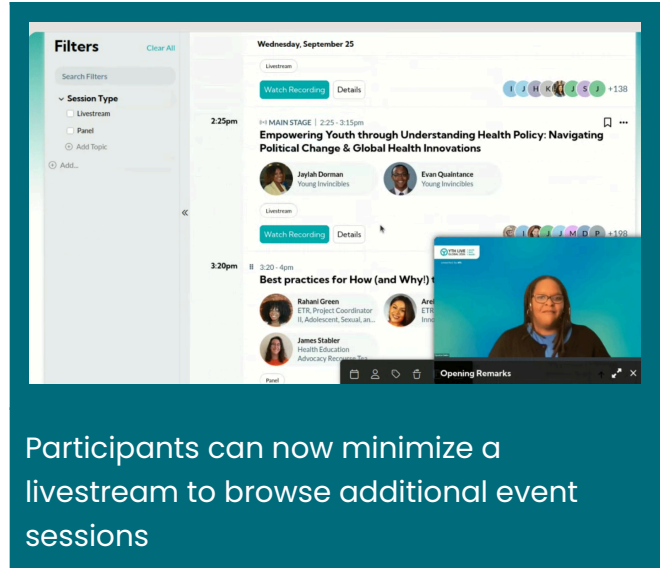 Filters
Clear All
Search Filters
Session Type
Livestream
Panel
Add Topic
Add...
Wednesday, September 25
Livestream
Watch Recording Details
I J H K J S J +138
2:25pm
MAIN STAGE | 2:25 - 3:15pm
Empowering Youth through Understanding Health Policy: Navigating
Political Change & Global Health Innovations
Jaylah Dorman
Young Invincibles
Evan Quaintance
Young Invincibles
Livestream
Watch Recording Details
I J J M D P +198
3:20pm
3:20 - 4pm
Best practices for How (and Why!)
Rahani Green
ETR, Project Coordinator
II, Adolescent, Sexual, an...
ETR
James Stabler
Health Education
Panel
YTH LIVE
Opening Remarks
Participants can now minimize a
livestream to browse additional event
sessions